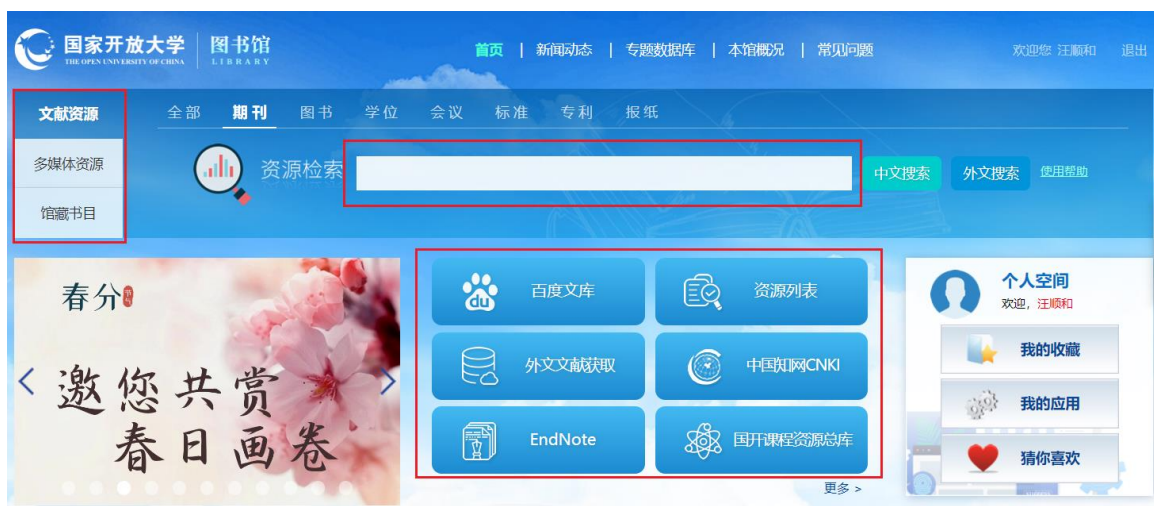 国家开放大学 图书馆
THE OPEN UNIVERSITY OF CHINA LIBRARY
首页 | 新闻动态 | 专题数据库 | 本馆概况 | 常见问题
欢迎您 汪顺和 退出
文献资源
多媒体资源
馆藏书目
全部 期刊 图书 学位 会议 标准 专利 报纸
资源检索
中文搜索 外文搜索 使用帮助
春分
邀您共赏
春日画卷
du 百度文库
资源列表
外文文献获取
中国知网CNKI
EndNote
国开课程资源总库
更多 >
个人空间
欢迎, 汪顺和
我的收藏
我的应用
猜你喜欢